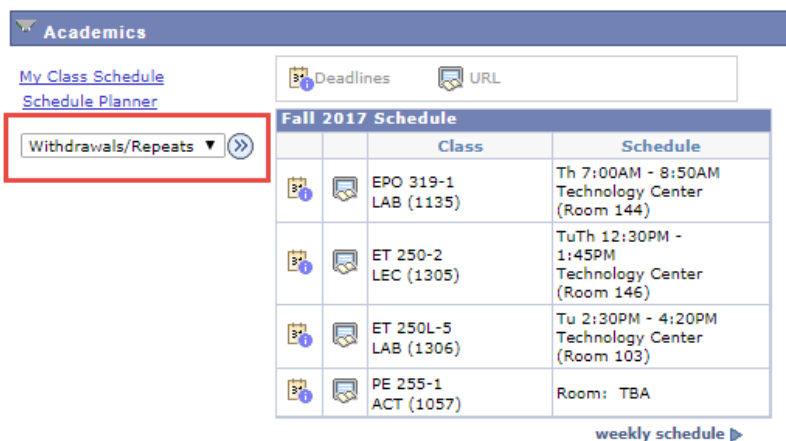 Academics
My Class Schedule
Schedule Planner
Withdrawals/Repeats
Deadlines URL
Fall 2017 Schedule
Class Schedule
EPO 319-1
LAB (1135)
Th 7:00AM - 8:50AM
Technology Center
(Room 144)
ET 250-2
LEC (1305)
TuTh 12:30PM -
1:45PM
Technology Center
(Room 146)
ET 250L-5
LAB (1306)
Tu 2:30PM - 4:20PM
Technology Center
(Room 103)
PE 255-1
ACT (1057)
Room: TBA
weekly schedule